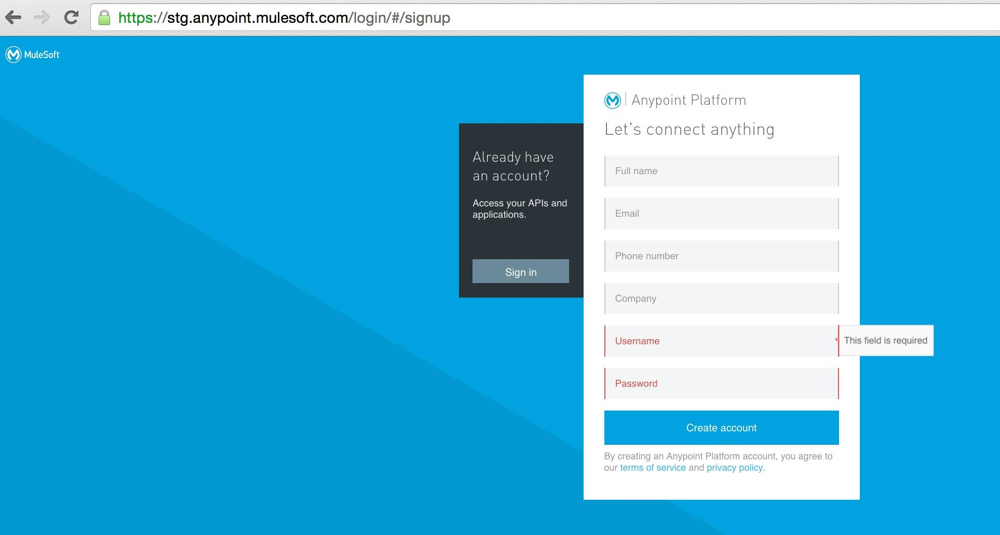 https://stg.anypoint.mulesoft.com/login/#/signup
MuleSoft
Already have
an account?
Access your APIs and
applications.
Sign in
Anypoint Platform
Let's connect anything
Full name
Email
Phone number
Company
Username
This field is required
Password
Create account
By creating an Anypoint Platform account, you agree to
our terms of service and privacy policy.